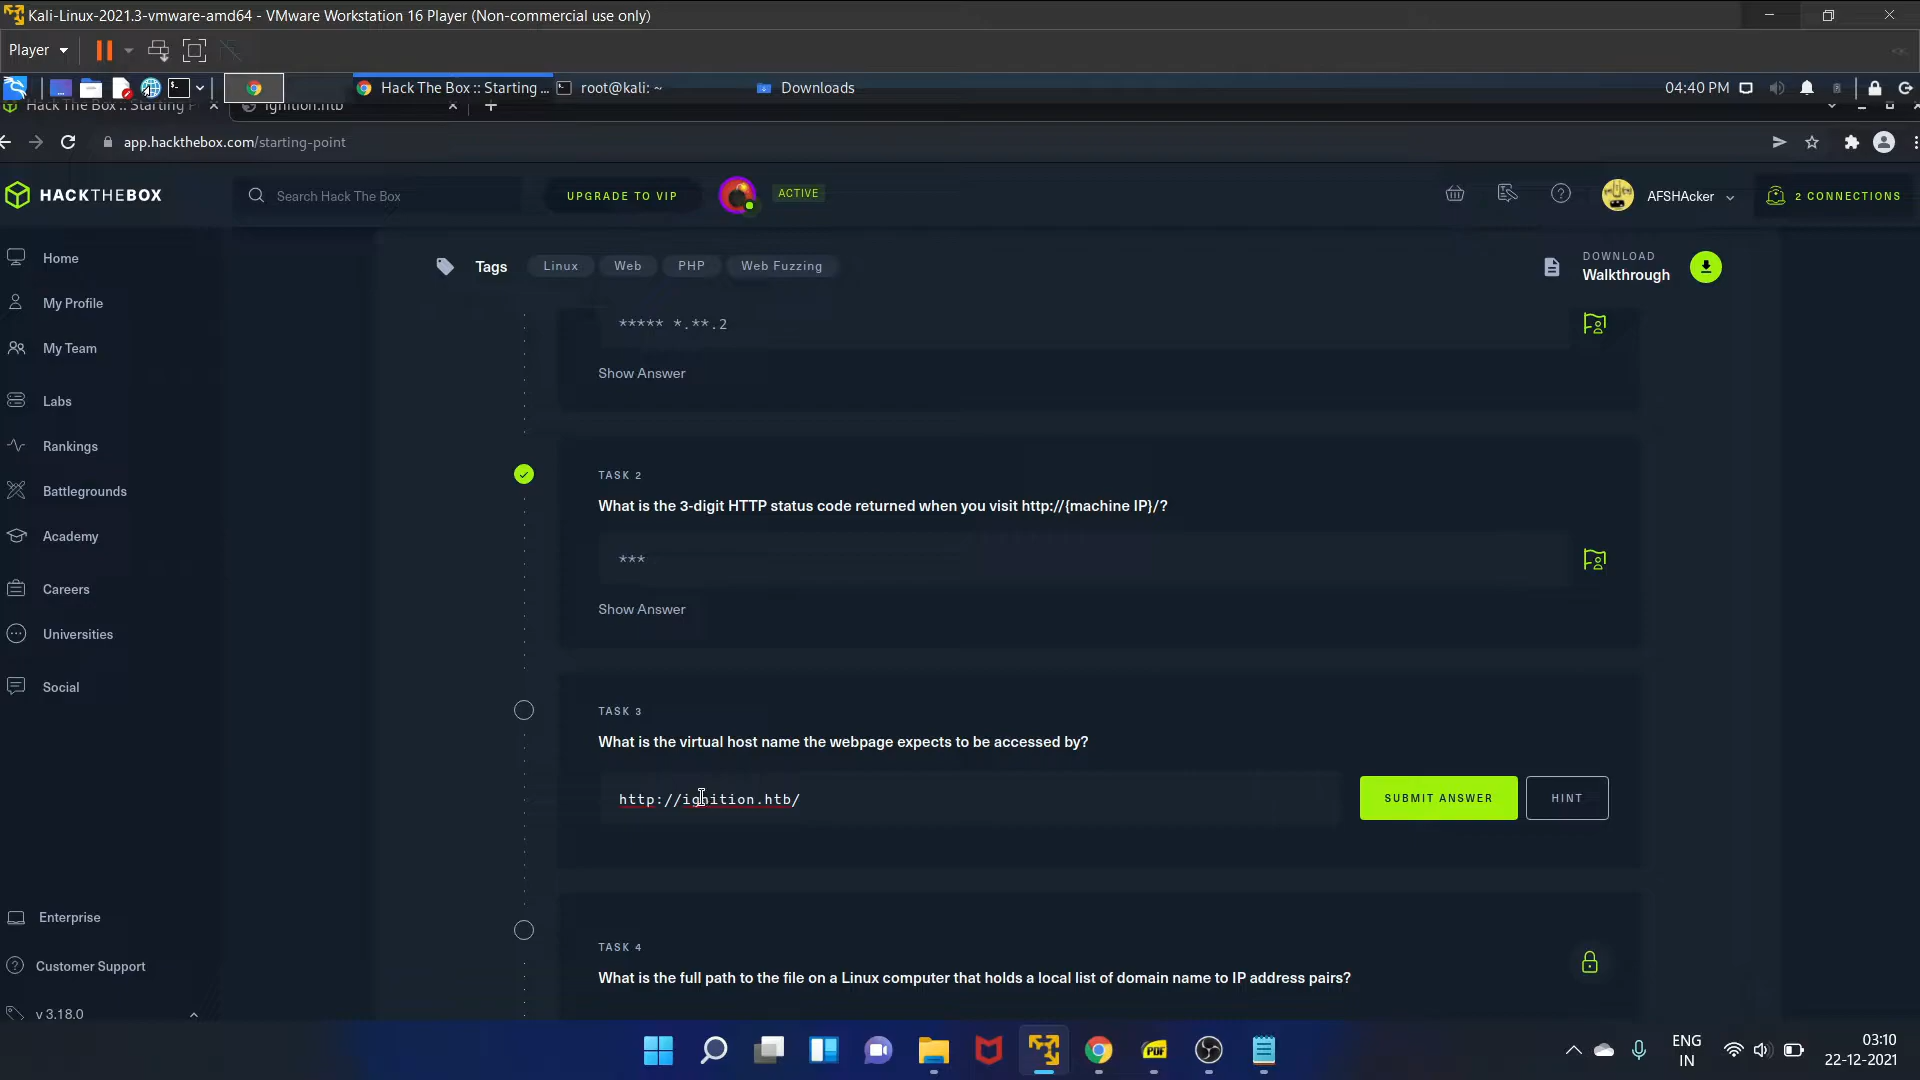 Kali-Linux-2021.3-vmware-amd64 - VMware Workstation 16 Player (Non-commercial use only)
Player
Hack The Box :: Starting ...
root@kali: ~
Downloads
04:40 PM
Hack The Box :: Starting P
ignition.htb
app.hackthebox.com/starting-point
HACKTHEBOX
Search Hack The Box
UPGRADE TO VIP
ACTIVE
AFSHAcker
2 CONNECTIONS
Home
My Profile
My Team
Labs
Rankings
Battlegrounds
Academy
Careers
Universities
Social
Enterprise
Customer Support
v 3.18.0
Tags
Linux
Web
PHP
Web Fuzzing
DOWNLOAD
Walkthrough
***** *.**.2
Show Answer
TASK 2
What is the 3-digit HTTP status code returned when you visit http://{machine IP}/?
***
Show Answer
TASK 3
What is the virtual host name the webpage expects to be accessed by?
http://ignition.htb/
SUBMIT ANSWER
HINT
TASK 4
What is the full path to the file on a Linux computer that holds a local list of domain name to IP address pairs?
PDF
ENG
IN
03:10
22-12-2021